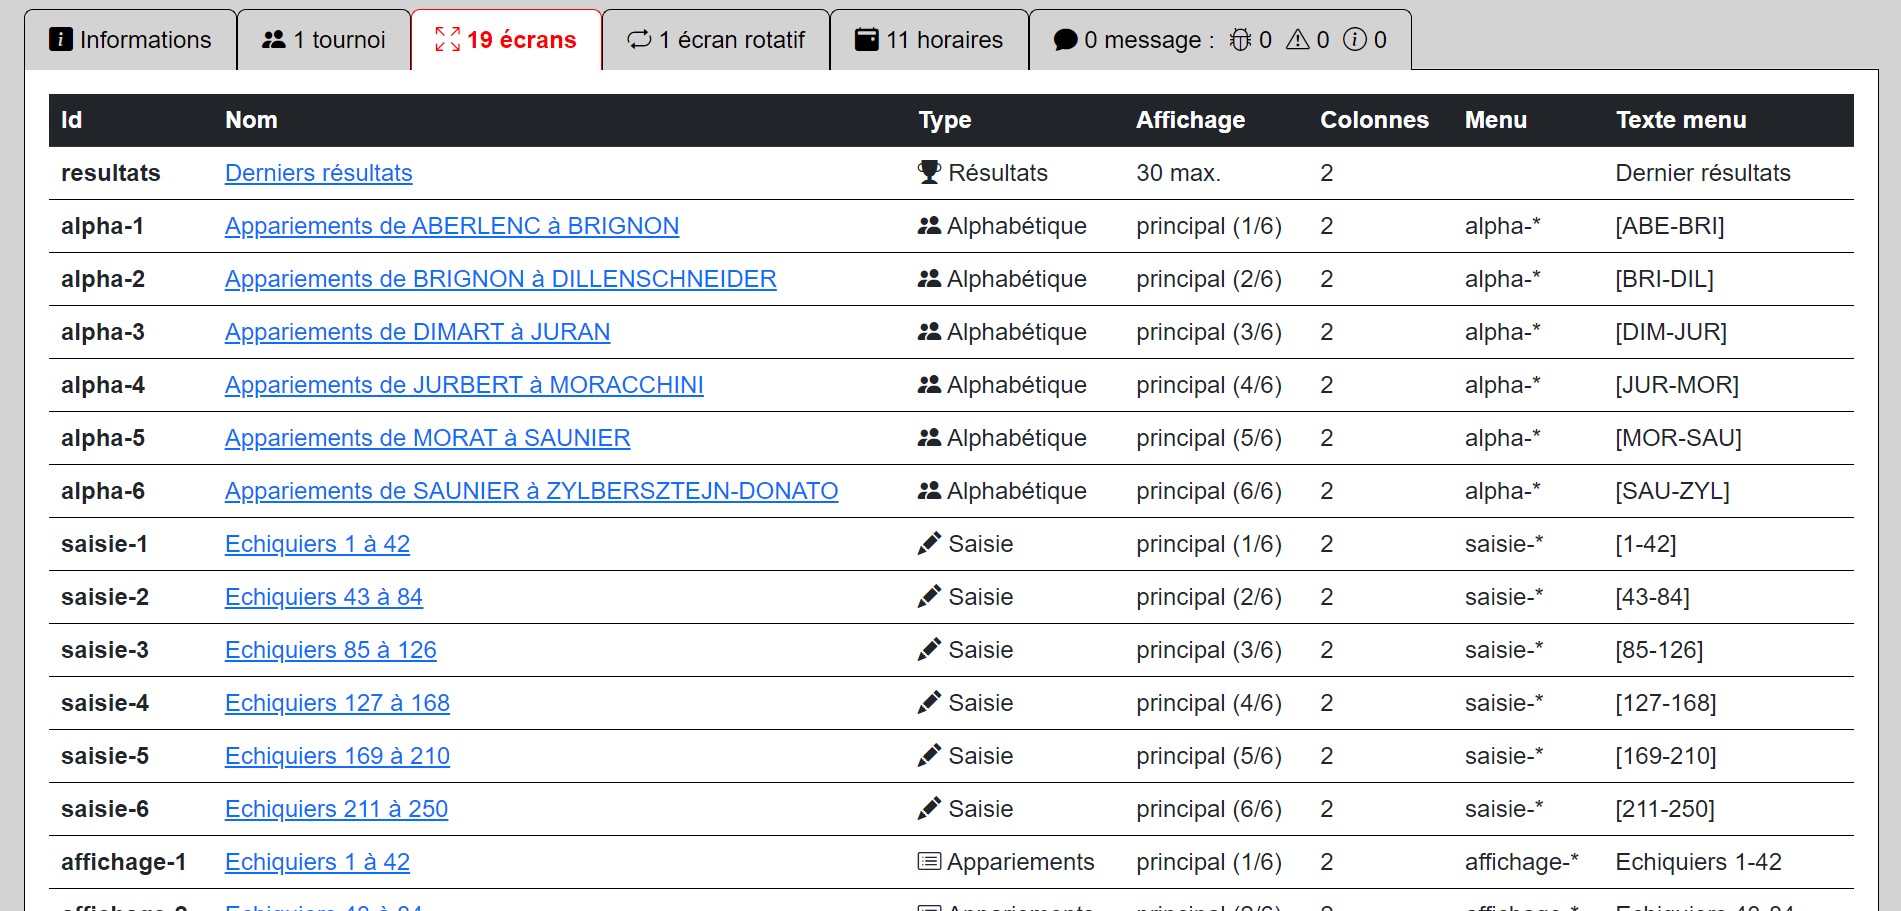 Informations 1 tournoi 19 écrans 1 écran rotatif 11 horaires 0 message : 0 0 0
Id Nom Type Affichage Colonnes Menu Texte menu
resultats Derniers résultats Résultats 30 max. 2 Dernier résultats
alpha-1 Appariements de ABERLENC à BRIGNON Alphabétique principal (1/6) 2 alpha-* [ABE-BRI]
alpha-2 Appariements de BRIGNON à DILLENSCHNEIDER Alphabétique principal (2/6) 2 alpha-* [BRI-DIL]
alpha-3 Appariements de DIMART à JURAN Alphabétique principal (3/6) 2 alpha-* [DIM-JUR]
alpha-4 Appariements de JURBERT à MORACCHINI Alphabétique principal (4/6) 2 alpha-* [JUR-MOR]
alpha-5 Appariements de MORAT à SAUNIER Alphabétique principal (5/6) 2 alpha-* [MOR-SAU]
alpha-6 Appariements de SAUNIER à ZYLBERSZTEJN-DONATO Alphabétique principal (6/6) 2 alpha-* [SAU-ZYL]
saisie-1 Echiquiers 1 à 42 Saisie principal (1/6) 2 saisie-* [1-42]
saisie-2 Echiquiers 43 à 84 Saisie principal (2/6) 2 saisie-* [43-84]
saisie-3 Echiquiers 85 à 126 Saisie principal (3/6) 2 saisie-* [85-126]
saisie-4 Echiquiers 127 à 168 Saisie principal (4/6) 2 saisie-* [127-168]
saisie-5 Echiquiers 169 à 210 Saisie principal (5/6) 2 saisie-* [169-210]
saisie-6 Echiquiers 211 à 250 Saisie principal (6/6) 2 saisie-* [211-250]
affichage-1 Echiquiers 1 à 42 Appariements principal (1/6) 2 affichage-* Echiquiers 1-42